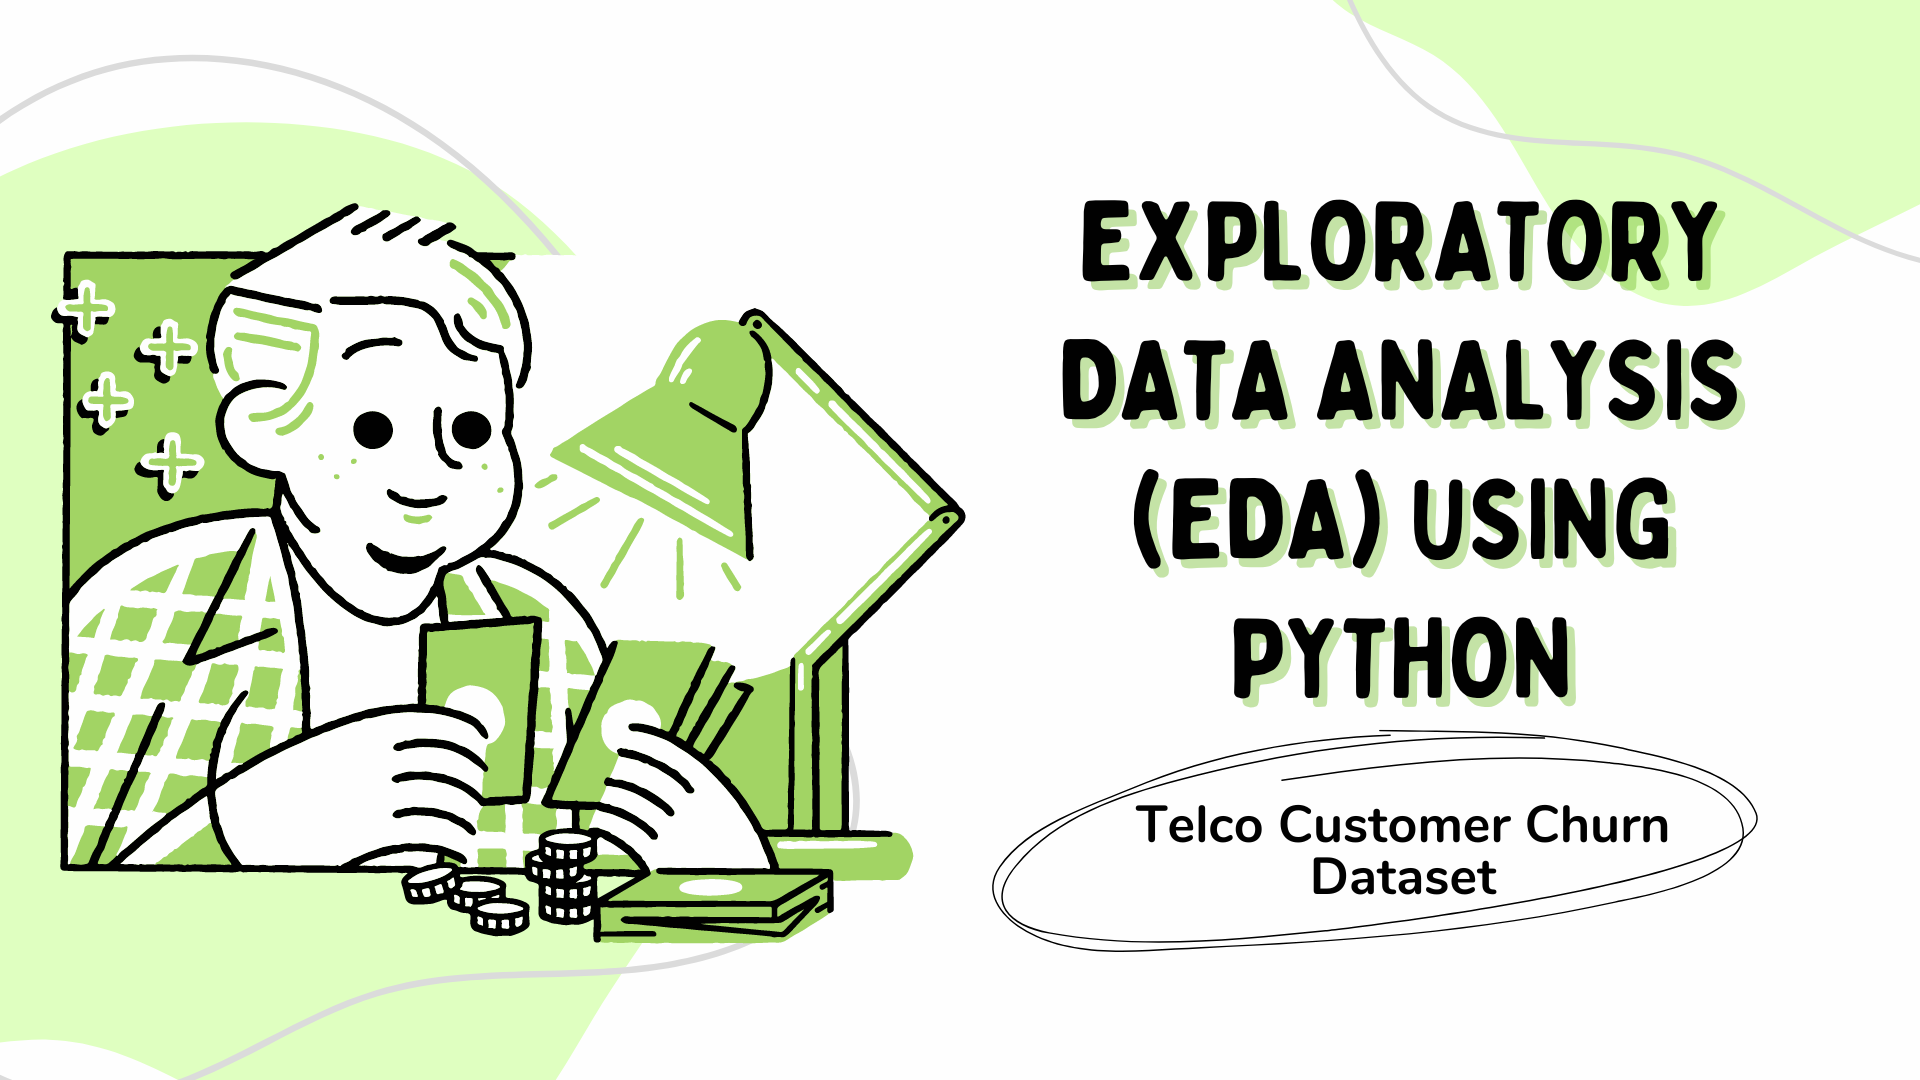 EXPLORATORY
DATA ANALYSIS
(EDA) USING
PYTHON
Telco Customer Churn
Dataset